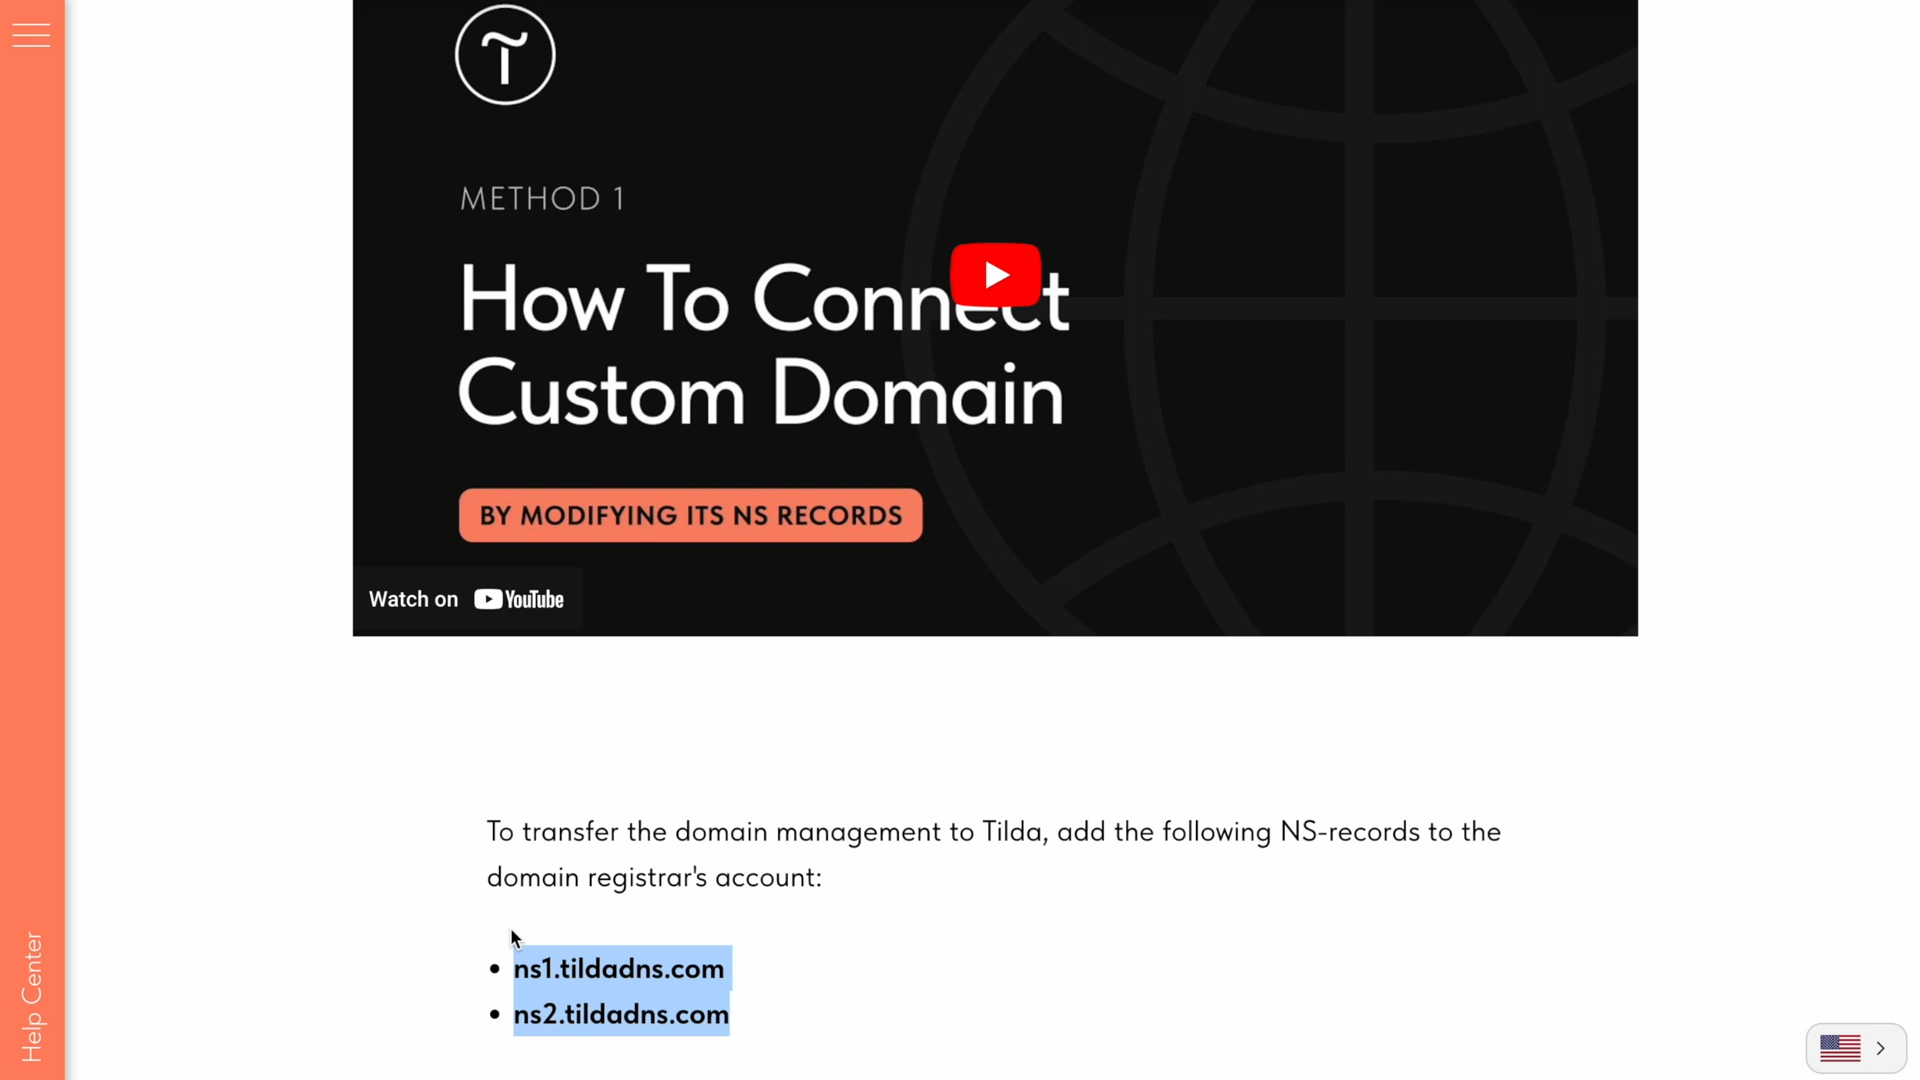 METHOD 1
How To Connect
Custom Domain
BY MODIFYING ITS NS RECORDS
Watch on YouTube
To transfer the domain management to Tilda, add the following NS-records to the
domain registrar's account:
• ns1.tildadns.com
• ns2.tildadns.com
Help Center